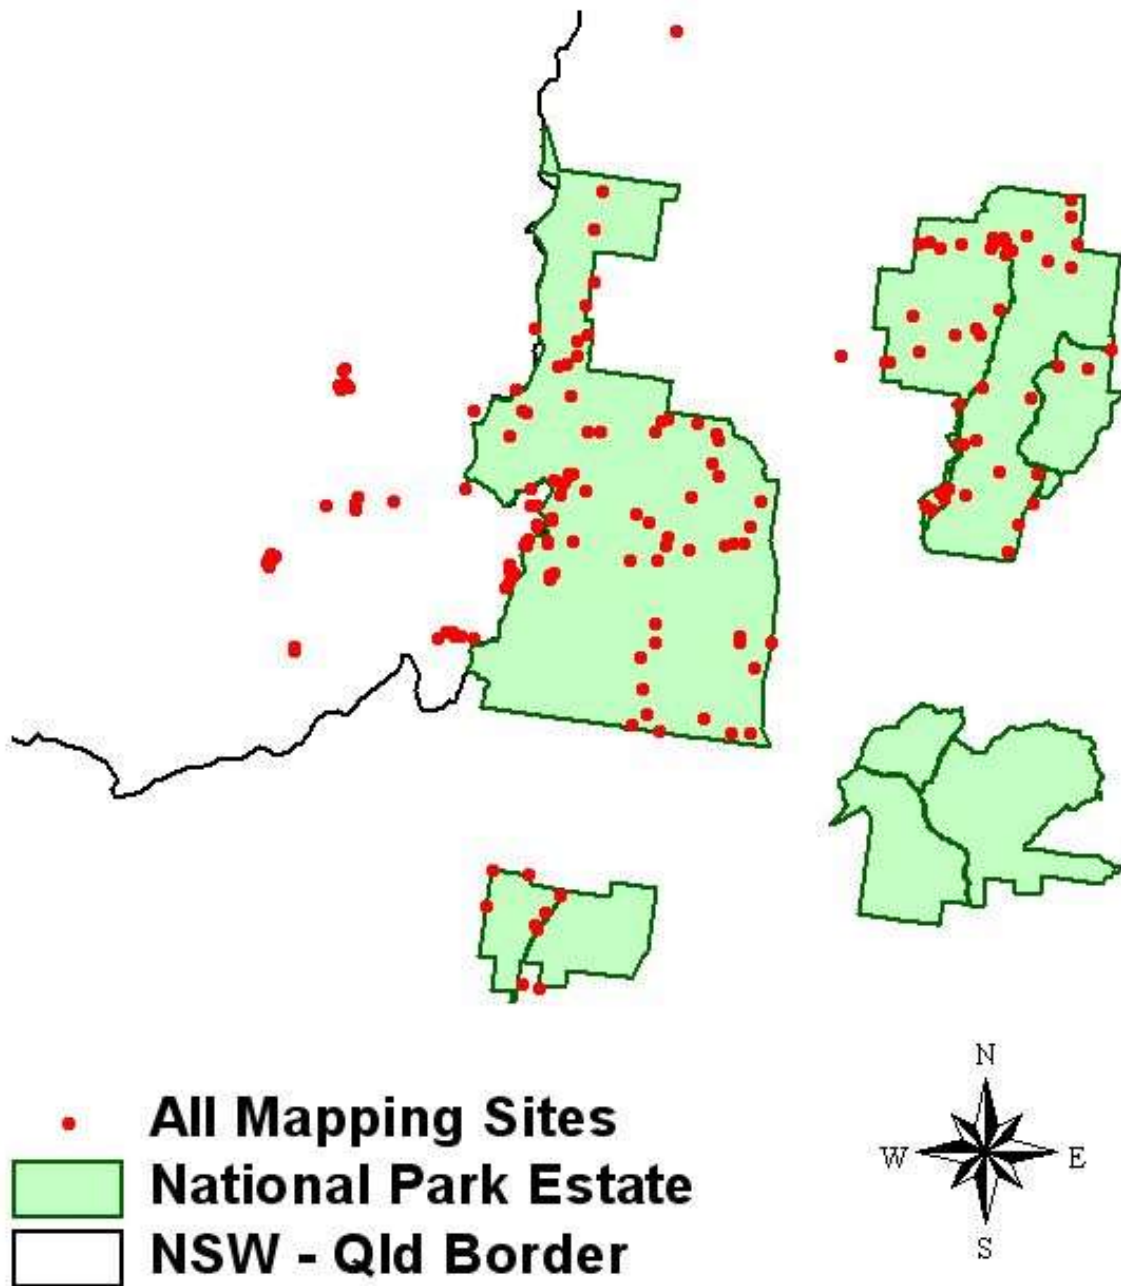 N
W E
S
All Mapping Sites
National Park Estate
NSW - Qld Border